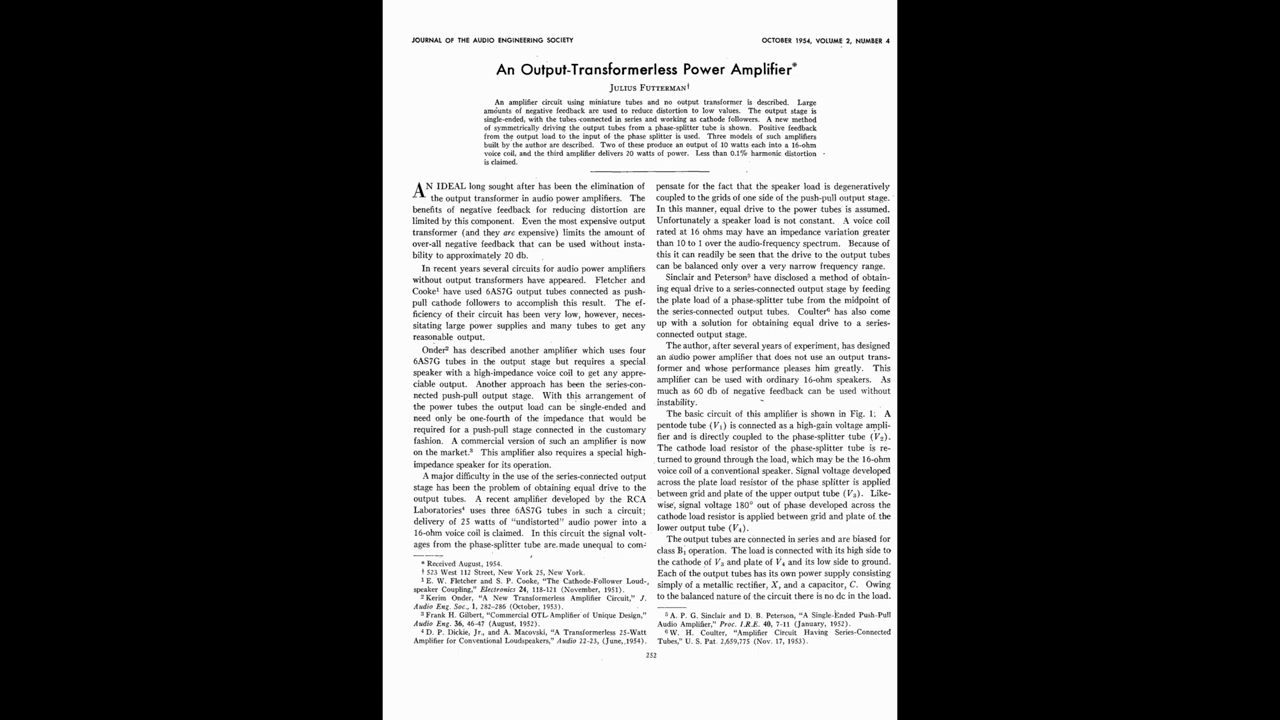 JOURNAL OF THE AUDIO ENGINEERING SOCIETY
OCTOBER 1954, VOLUME 2, NUMBER 4
An Output-Transformerless Power Amplifier*
JULIUS FUTTERMAN†
An amplifier circuit using miniature tubes and no output transformer is described. Large
amounts of negative feedback are used to reduce distortion to low values. The output stage is
single-ended, with the tubes connected in series and working as cathode followers. A new method
of symmetrically driving the output tubes from a phase-splitter tube is shown. Positive feedback
from the output load to the input of the phase splitter is used. Three models of such amplifiers
built by the author are described. Two of these produce an output of 10 watts each into a 16-ohm
voice coil, and the third amplifier delivers 20 watts of power. Less than 0.1% harmonic distortion
is claimed.
AN IDEAL long sought after has been the elimination of
the output transformer in audio power amplifiers. The
benefits of negative feedback for reducing distortion are
limited by this component. Even the most expensive output
transformer (and they are expensive) limits the amount of
over-all negative feedback that can be used without insta-
bility to approximately 20 db.
In recent years several circuits for audio power amplifiers
without output transformers have appeared. Fletcher and
Cooke¹ have used 6AS7G output tubes connected as push-
pull cathode followers to accomplish this result. The ef-
ficiency of their circuit has been very low, however, neces-
sitating large power supplies and many tubes to get any
reasonable output.
Onder² has described another amplifier which uses four
6AS7G tubes in the output stage but requires a special
speaker with a high-impedance voice coil to get any appre-
ciable output. Another approach has been the series-con-
nected push-pull output stage. With this arrangement of
the power tubes the output load can be single-ended and
need only be one-fourth of the impedance that would be
required for a push-pull stage connected in the customary
fashion. A commercial version of such an amplifier is now
on the market.³ This amplifier also requires a special high-
impedance speaker for its operation.
A major difficulty in the use of the series-connected output
stage has been the problem of obtaining equal drive to the
output tubes. A recent amplifier developed by the RCA
Laboratories⁴ uses three 6AS7G tubes in such a circuit;
delivery of 25 watts of "undistorted" audio power into a
16-ohm voice coil is claimed. In this circuit the signal volt-
ages from the phase-splitter tube are made unequal to com-
* Received August, 1954.
† 523 West 112 Street, New York 25, New York.
¹ E. W. Fletcher and S. P. Cooke, "The Cathode-Follower Loud-
speaker Coupling," Electronics 24, 118-121 (November, 1951).
² Kerim Onder, "A New Transformerless Amplifier Circuit," J.
Audio Eng. Soc., 1, 282-286 (October, 1953).
³ Frank H. Gilbert, "Commercial OTL Amplifier of Unique Design,"
Audio Eng. 36, 46-47 (August, 1952).
⁴ D. P. Dickie, Jr., and A. Macovski, "A Transformerless 25-Watt
Amplifier for Conventional Loudspeakers," Audio 22-23, (June, 1954).
pensate for the fact that the speaker load is degeneratively
coupled to the grids of one side of the push-pull output stage.
In this manner, equal drive to the power tubes is assumed.
Unfortunately a speaker load is not constant. A voice coil
rated at 16 ohms may have an impedance variation greater
than 10 to 1 over the audio-frequency spectrum. Because of
this it can readily be seen that the drive to the output tubes
can be balanced only over a very narrow frequency range.
Sinclair and Peterson⁵ have disclosed a method of obtain-
ing equal drive to a series-connected output stage by feeding
the plate load of a phase-splitter tube from the midpoint of
the series-connected output tubes. Coulter⁶ has also come
up with a solution for obtaining equal drive to a series-
connected output stage.
The author, after several years of experiment, has designed
an audio power amplifier that does not use an output trans-
former and whose performance pleases him greatly. This
amplifier can be used with ordinary 16-ohm speakers. As
much as 60 db of negative feedback can be used without
instability.
The basic circuit of this amplifier is shown in Fig. 1. A
pentode tube (V₁) is connected as a high-gain voltage ampli-
fier and is directly coupled to the phase-splitter tube (V₂).
The cathode load resistor of the phase-splitter tube is re-
turned to ground through the load, which may be the 16-ohm
voice coil of a conventional speaker. Signal voltage developed
across the plate load resistor of the phase splitter is applied
between grid and plate of the upper output tube (V₃). Like-
wise, signal voltage 180° out of phase developed across the
cathode load resistor is applied between grid and plate of the
lower output tube (V₄).
The output tubes are connected in series and are biased for
class B₁ operation. The load is connected with its high side to
the cathode of V₃ and plate of V₄ and its low side to ground.
Each of the output tubes has its own power supply consisting
simply of a metallic rectifier, X, and a capacitor, C. Owing
to the balanced nature of the circuit there is no dc in the load.
⁵ A. P. G. Sinclair and D. B. Peterson, "A Single-Ended Push-Pull
Audio Amplifier," Proc. I.R.E. 40, 7-11 (January, 1952).
⁶ W. H. Coulter, "Amplifier Circuit Having Series-Connected
Tubes," U. S. Pat. 2,659,775 (Nov. 17, 1953).
252